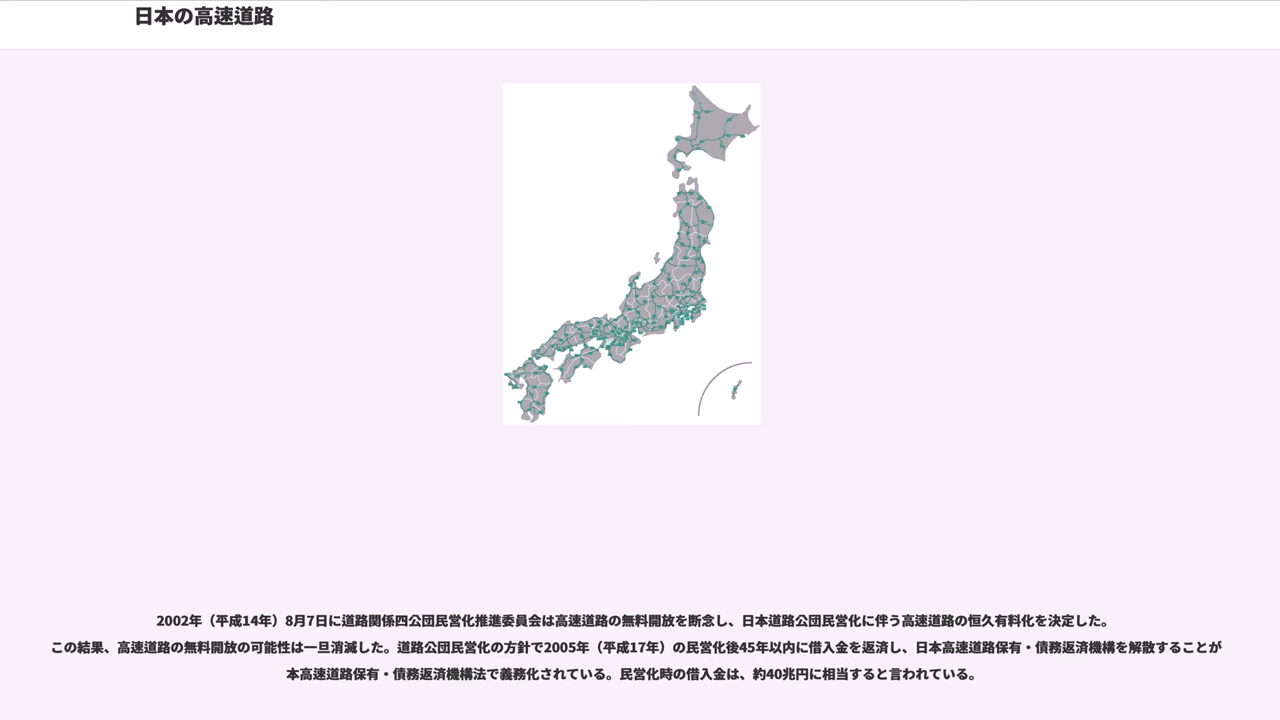 日本の高速道路
2002年（平成14年）8月7日に道路関係四公団民営化推進委員会は高速道路の無料開放を断念し、日本道路公団民営化に伴う高速道路の恒久有料化を決定した。
この結果、高速道路の無料開放の可能性は一旦消滅した。道路公団民営化の方針で2005年（平成17年）の民営化後45年以内に借入金を返済し、日本高速道路保有・債務返済機構を解散することが
本高速道路保有・債務返済機構法で義務化されている。民営化時の借入金は、約40兆円に相当すると言われている。